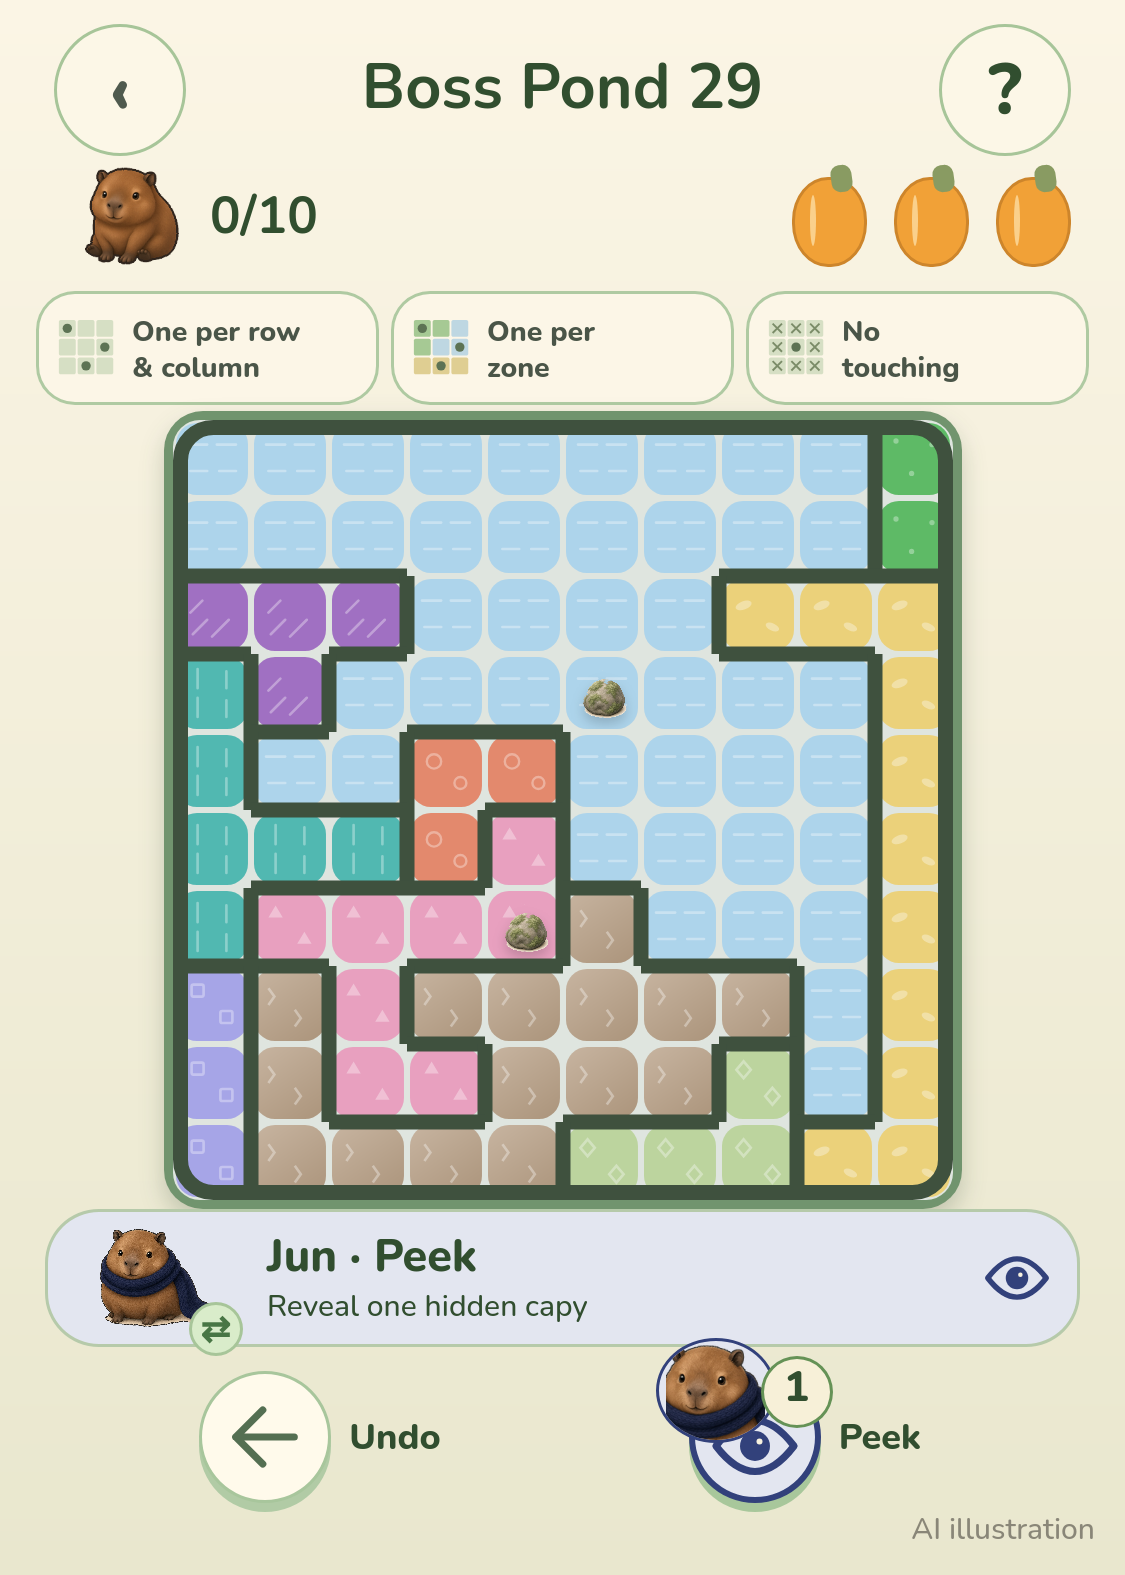 ‹
Boss Pond 29
?
0/10
One per row
& column
One per
zone
No
touching
Jun · Peek
Reveal one hidden capy
Undo
1
Peek
AI illustration